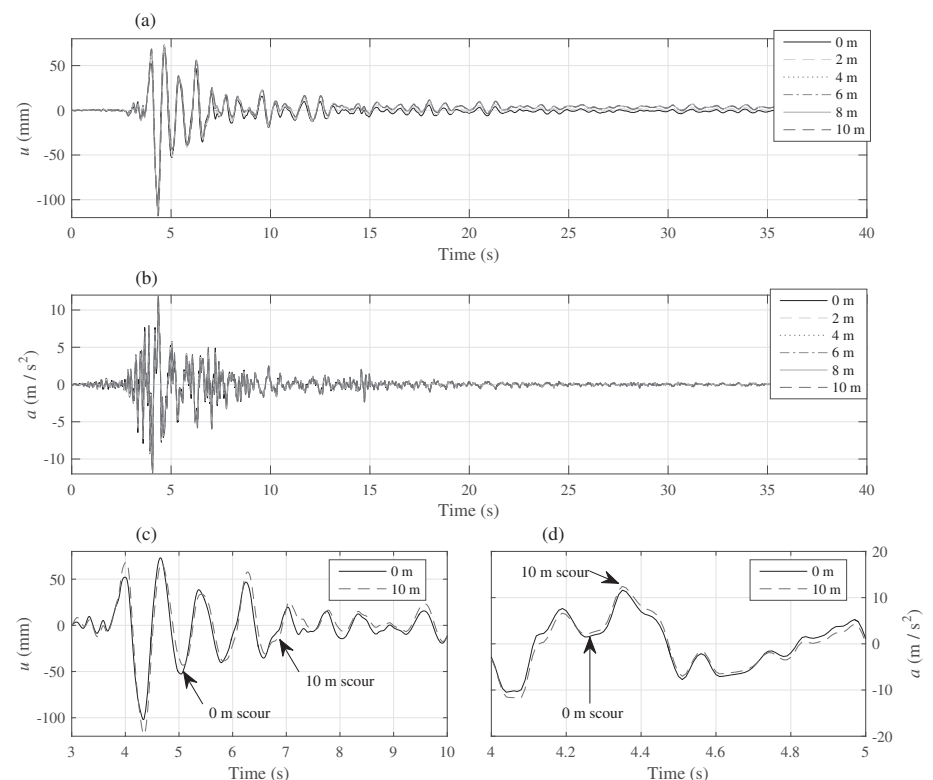 (a)
50
0
-50
-100
u (mm)
0 m
2 m
4 m
6 m
8 m
10 m
0 5 10 15 20 25 30 35 40
Time (s)
(b)
10
5
0
-5
-10
a (m / s²)
0 m
2 m
4 m
6 m
8 m
10 m
0 5 10 15 20 25 30 35 40
Time (s)
(c)
50
0
-50
-100
u (mm)
0 m
10 m
10 m scour
0 m scour
3 4 5 6 7 8 9 10
Time (s)
(d)
10 m scour
0 m
10 m
0 m scour
20
10
0
-10
-20
a (m / s²)
4 4.2 4.4 4.6 4.8 5
Time (s)